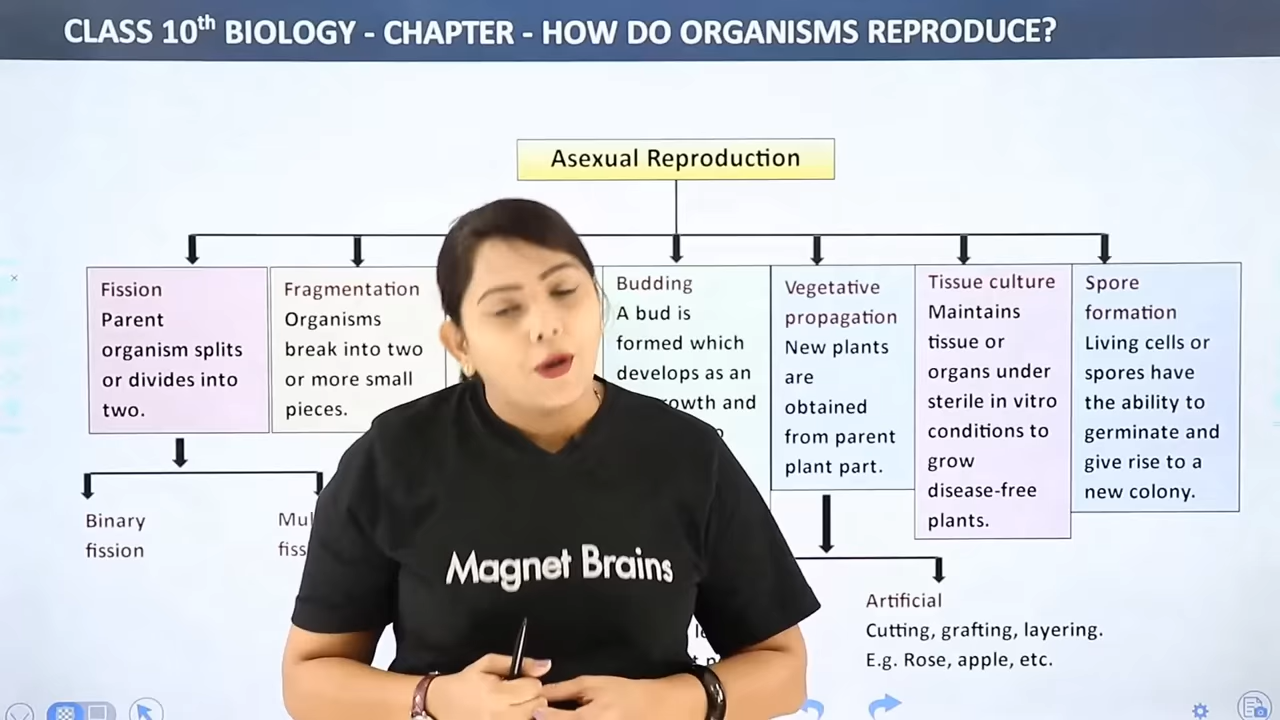 CLASS 10th BIOLOGY - CHAPTER - HOW DO ORGANISMS REPRODUCE?
Asexual Reproduction
Fission
Parent
organism splits
or divides into
two.
Binary
fission
Fragmentation
Organisms
break into two
or more small
pieces.
Budding
A bud is
formed which
develops as an
and
Vegetative
propagation
New plants
are
obtained
from parent
plant part.
Artificial
Cutting, grafting, layering.
E.g. Rose, apple, etc.
Tissue culture
Maintains
tissue or
organs under
sterile in vitro
conditions to
grow
disease-free
plants.
Spore
formation
Living cells or
spores have
the ability to
germinate and
give rise to a
new colony.
Magnet Brains